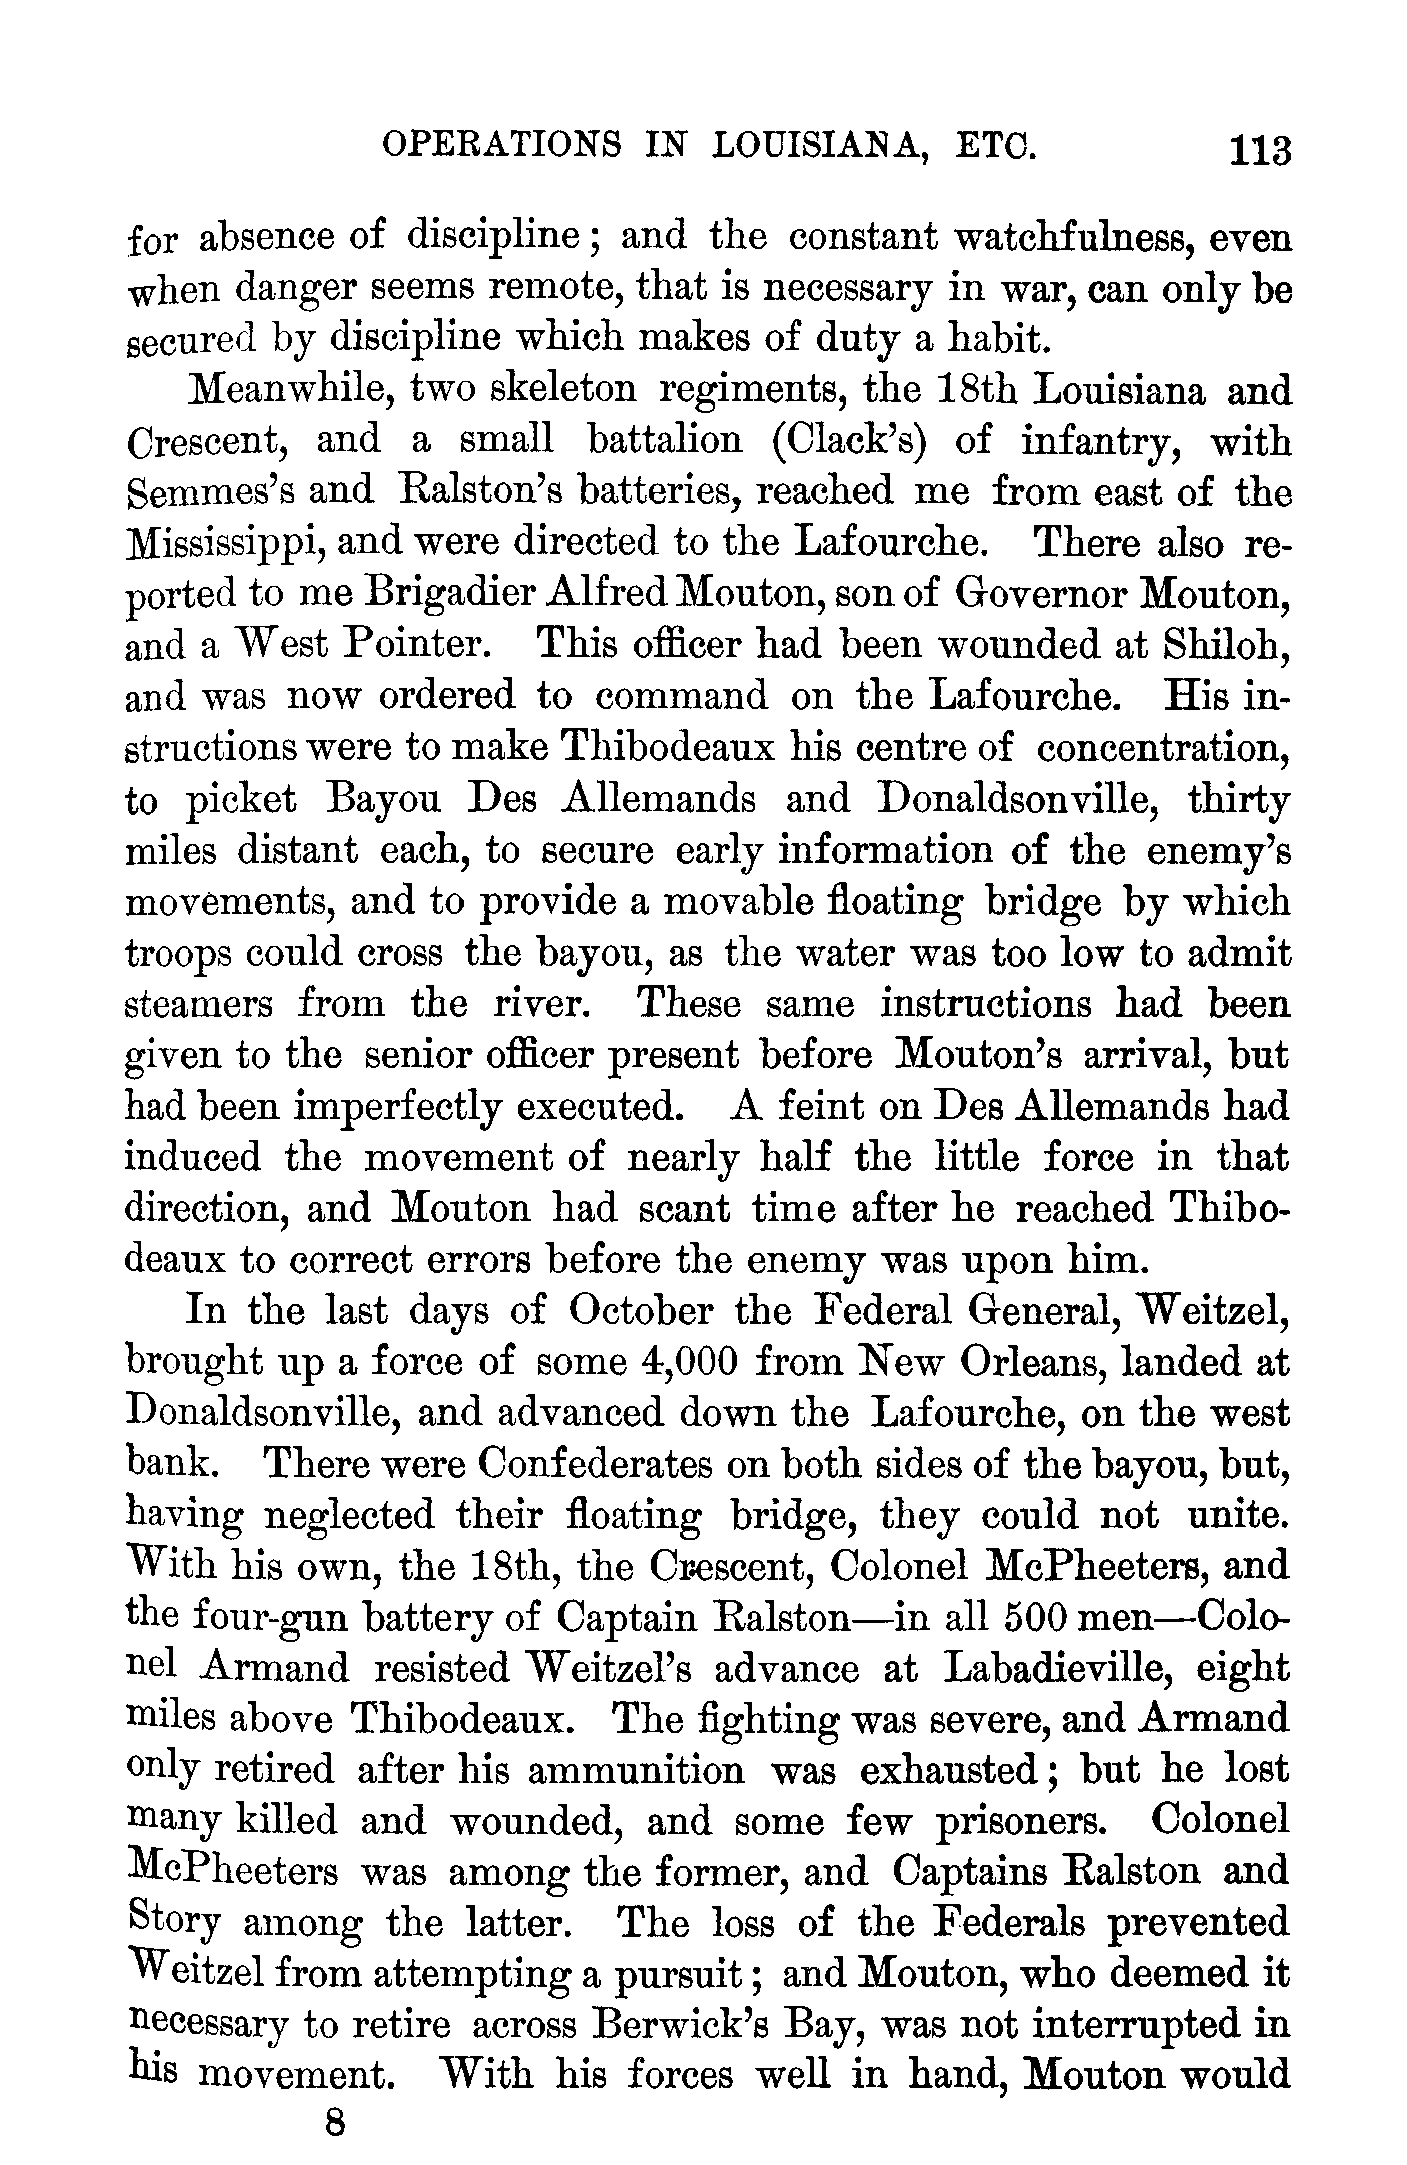 OPERATIONS IN LOUISIANA, ETC. 113
for absence of discipline; and the constant watchfulness, even
when danger seems remote, that is necessary in war, can only be
secured by discipline which makes of duty a habit.
Meanwhile, two skeleton regiments, the 18th Louisiana and
Crescent, and a small battalion (Clack's) of infantry, with
Semmes's and Ralston's batteries, reached me from east of the
Mississippi, and were directed to the Lafourche. There also re-
ported to me Brigadier Alfred Mouton, son of Governor Mouton,
and a West Pointer. This officer had been wounded at Shiloh,
and was now ordered to command on the Lafourche. His in-
structions were to make Thibodeaux his centre of concentration,
to picket Bayou Des Allemands and Donaldsonville, thirty
miles distant each, to secure early information of the enemy's
movements, and to provide a movable floating bridge by which
troops could cross the bayou, as the water was too low to admit
steamers from the river. These same instructions had been
given to the senior officer present before Mouton's arrival, but
had been imperfectly executed. A feint on Des Allemands had
induced the movement of nearly half the little force in that
direction, and Mouton had scant time after he reached Thibo-
deaux to correct errors before the enemy was upon him.
In the last days of October the Federal General, Weitzel,
brought up a force of some 4,000 from New Orleans, landed at
Donaldsonville, and advanced down the Lafourche, on the west
bank. There were Confederates on both sides of the bayou, but,
having neglected their floating bridge, they could not unite.
With his own, the 18th, the Crescent, Colonel McPheeters, and
the four-gun battery of Captain Ralston—in all 500 men—Colo-
nel Armand resisted Weitzel's advance at Labadieville, eight
miles above Thibodeaux. The fighting was severe, and Armand
only retired after his ammunition was exhausted; but he lost
many killed and wounded, and some few prisoners. Colonel
McPheeters was among the former, and Captains Ralston and
Story among the latter. The loss of the Federals prevented
Weitzel from attempting a pursuit; and Mouton, who deemed it
necessary to retire across Berwick's Bay, was not interrupted in
his movement. With his forces well in hand, Mouton would
8